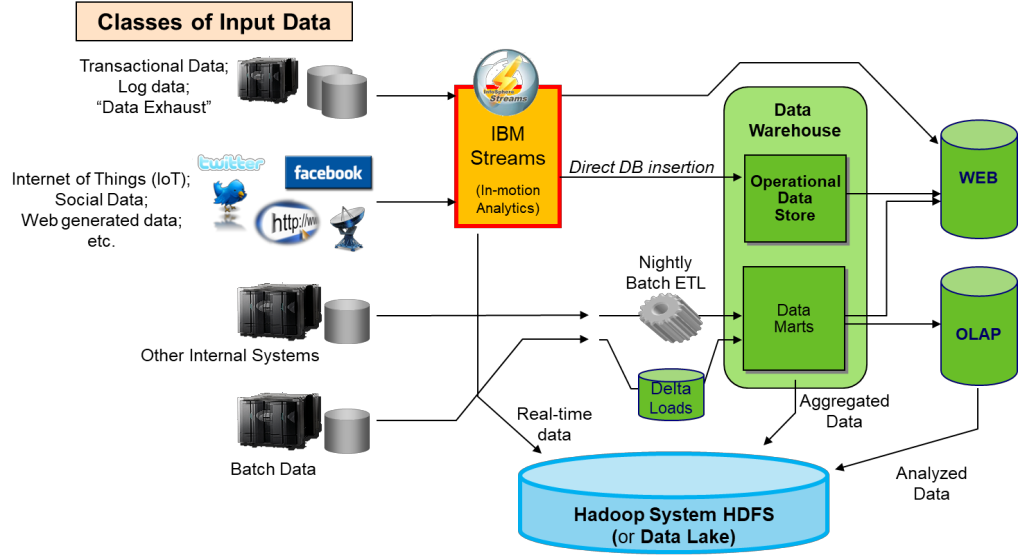 Classes of Input Data
Transactional Data;
Log data;
“Data Exhaust”
InfoSphere
Streams
IBM
Streams
(In-motion
Analytics)
Data
Warehouse
Direct DB insertion
Operational
Data
Store
WEB
twitter
facebook
http://w
Internet of Things (IoT);
Social Data;
Web generated data;
etc.
Nightly
Batch ETL
Data
Marts
OLAP
Other Internal Systems
Delta
Loads
Batch Data
Real-time
data
Aggregated
Data
Analyzed
Data
Hadoop System HDFS
(or Data Lake)